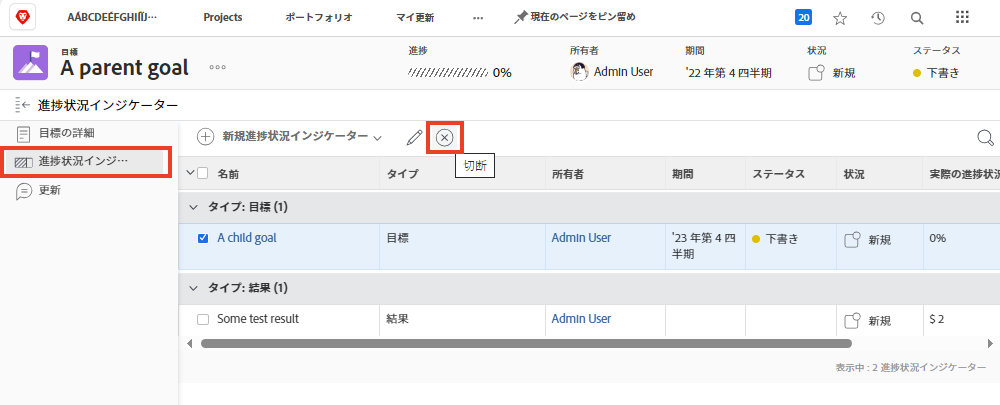 AÁBCDEÉFGHIÍÏJ··· Projects ポートフォリオ マイ更新 ··· 現在のページをピン留め 20
目標 進捗 所有者 期間 状況 ステータス
A parent goal ○○○ 0% Admin User '22 年第 4 四半期 新規 下書き
進捗状況インジケーター
目標の詳細
進捗状況インジ···
更新
新規進捗状況インジケーター
切断
名前 タイプ 所有者 期間 ステータス 状況 実際の進捗状況
タイプ: 目標 (1)
A child goal 目標 Admin User '23 年第 4 四 下書き 新規 0%
半期
タイプ: 結果 (1)
Some test result 結果 Admin User 新規 $ 2
表示中 : 2 進捗状況インジケーター